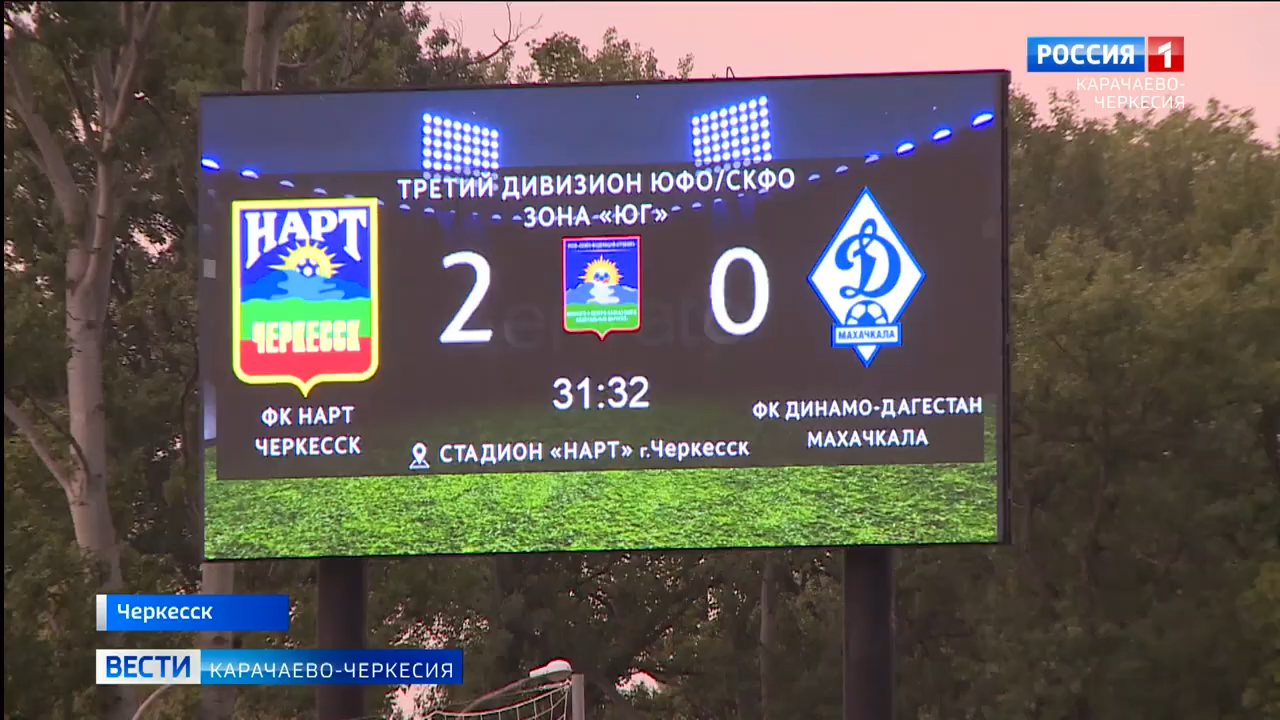 РОССИЯ 1
КАРАЧАЕВО-
ЧЕРКЕСИЯ
ТРЕТИЙ ДИВИЗИОН ЮФО/СКФО
ЗОНА «ЮГ»
НАРТ
ЧЕРКЕССК
2
0
Д
МАХАЧКАЛА
31:32
ФК НАРТ
ЧЕРКЕССК
ФК ДИНАМО-ДАГЕСТАН
МАХАЧКАЛА
СТАДИОН «НАРТ» г.Черкесск
Черкесск
ВЕСТИ КАРАЧАЕВО-ЧЕРКЕСИЯ